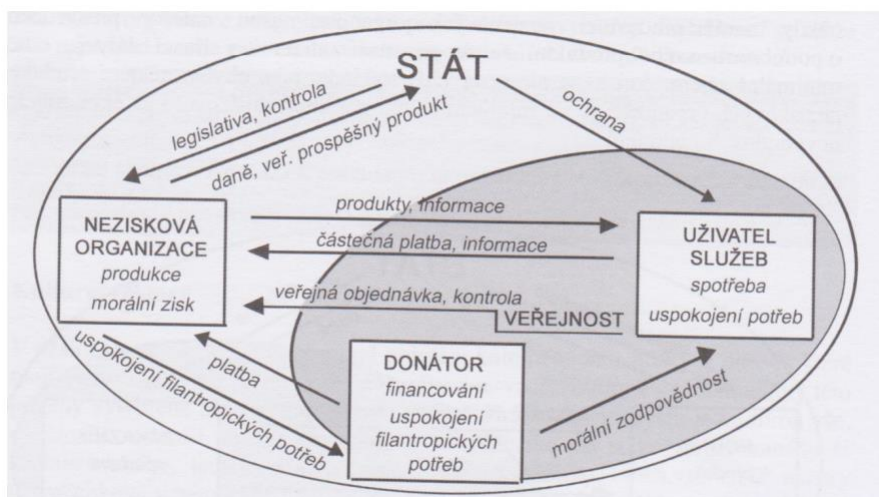 STÁT
legislativa, kontrola
daně, veř. prospěšný produkt
ochrana
NEZISKOVÁ
ORGANIZACE
produkce
morální zisk
produkty, informace
částečná platba, informace
veřejná objednávka, kontrola
VEŘEJNOST
UŽIVATEL
SLUŽEB
spotřeba
uspokojení potřeb
uspokojení filantropických potřeb
platba
DONÁTOR
financování
uspokojení
filantropických
potřeb
morální zodpovědnost